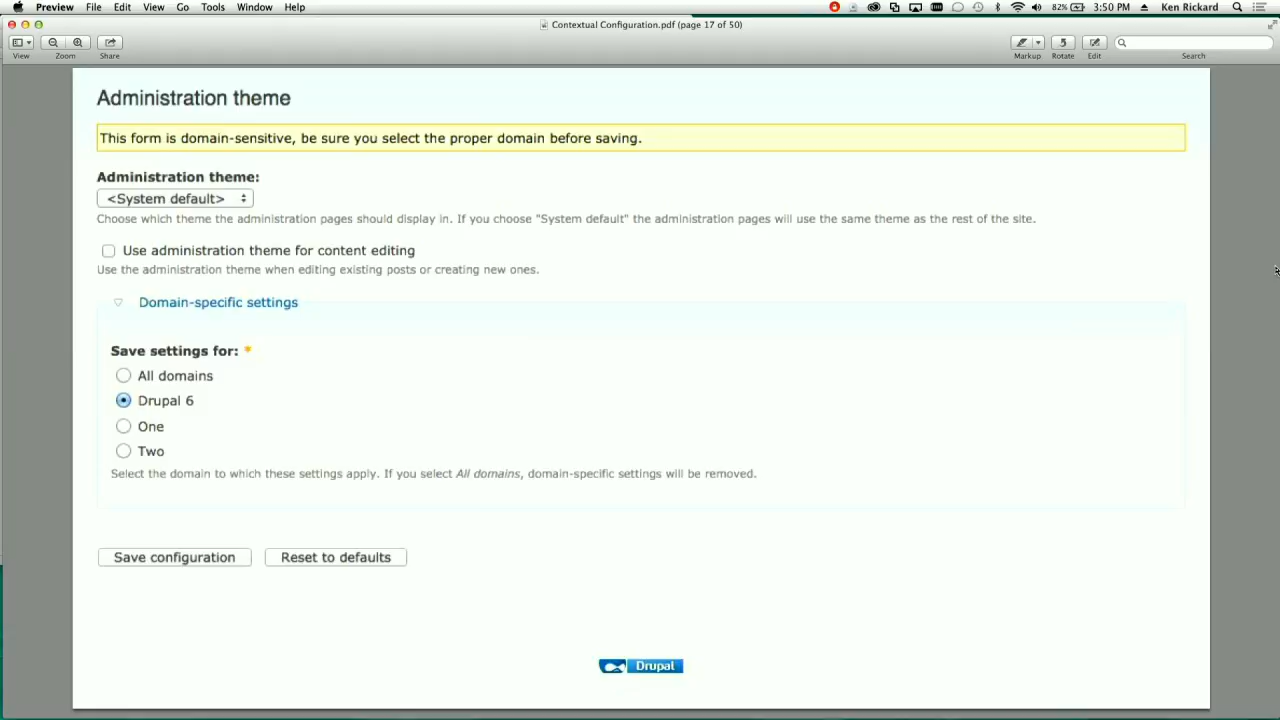 Preview File Edit View Go Tools Window Help 82% 3:50 PM Ken Rickard
Contextual Configuration.pdf (page 17 of 50)
View Zoom Share Markup Rotate Edit Search
Administration theme
This form is domain-sensitive, be sure you select the proper domain before saving.
Administration theme:
<System default>
Choose which theme the administration pages should display in. If you choose "System default" the administration pages will use the same theme as the rest of the site.
Use administration theme for content editing
Use the administration theme when editing existing posts or creating new ones.
Domain-specific settings
Save settings for: *
All domains
Drupal 6
One
Two
Select the domain to which these settings apply. If you select All domains, domain-specific settings will be removed.
Save configuration Reset to defaults
Drupal